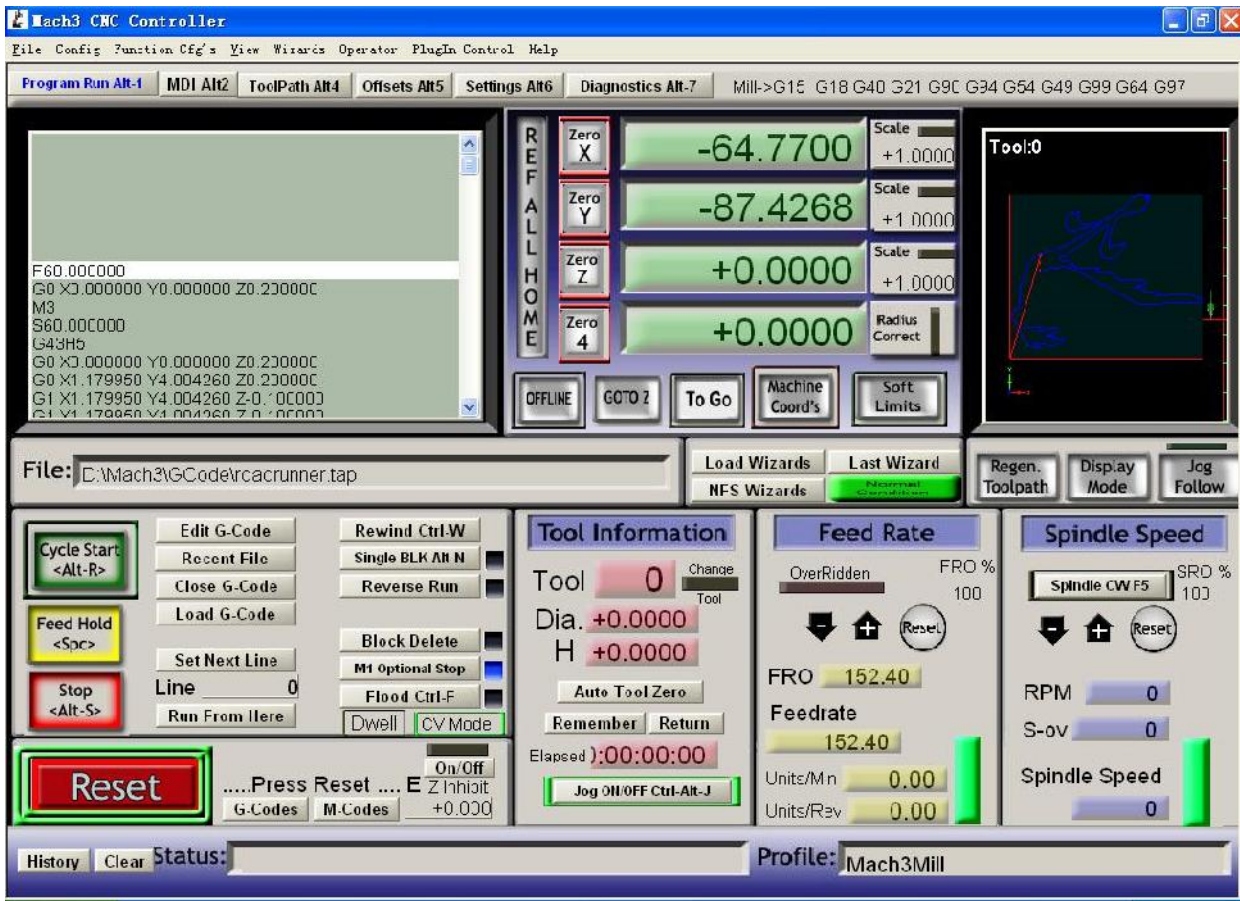 Mach3 CNC Controller
File Config Function Cfg's View Wizards Operator PlugIn Control Help
Program Run Alt-1 MDI Alt2 ToolPath Alt4 Offsets Alt5 Settings Alt6 Diagnostics Alt-7 Mill->G15 G18 G40 G21 G90 G94 G54 G49 G99 G64 G97
F60.000000
G0 X0.000000 Y0.000000 Z0.200000
M3
S60.000000
G43H5
G0 X0.000000 Y0.000000 Z0.200000
G0 X1.179950 Y4.004260 Z0.200000
G1 X1.179950 Y4.004260 Z-0.100000
G1 X1.179950 Y4.004260 Z-0.100000
REF ALL HOME
Zero X -64.7700 Scale +1.0000
Zero Y -87.4268 Scale +1.0000
Zero Z +0.0000 Scale +1.0000
Zero 4 +0.0000 Radius Correct
OFFLINE GOTO Z To Go Machine Coord's Soft Limits
Tool:0
File: C:\Mach3\GCode\rcacrunner.tap
Load Wizards Last Wizard
NFS Wizards Normal Condition
Regen. Toolpath Display Mode Jog Follow
Cycle Start <Alt-R>
Feed Hold <Spc>
Stop <Alt-S>
Edit G-Code
Recent File
Close G-Code
Load G-Code
Set Next Line
Line 0
Run From Here
Rewind Ctrl-W
Single BLK Alt N
Reverse Run
Block Delete
M1 Optional Stop
Flood Ctrl-F
Dwell CV Mode
Reset
.....Press Reset .... E
G-Codes M-Codes
On/Off
Z Inhibit
+0.000
Tool Information
Tool 0 Change Tool
Dia. +0.0000
H +0.0000
Auto Tool Zero
Remember Return
Elapsed ):00:00:00
Jog ON/OFF Ctrl-Alt-J
Feed Rate
OverRidden FRO % 100
Reset
FRO 152.40
Feedrate
152.40
Units/Min 0.00
Units/Rev 0.00
Spindle Speed
Spindle CW F5 SRO % 100
Reset
RPM 0
S-ov 0
Spindle Speed
0
History Clear Status:
Profile: Mach3Mill